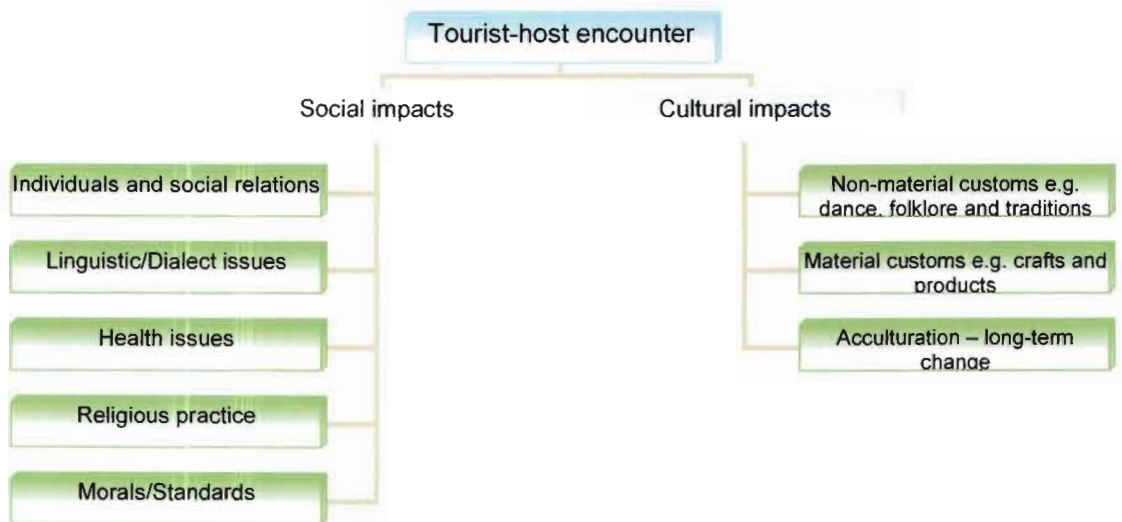 Tourist-host encounter
Social impacts
Cultural impacts
Individuals and social relations
Linguistic/Dialect issues
Health issues
Religious practice
Morals/Standards
Non-material customs e.g.
dance, folklore and traditions
Material customs e.g. crafts and
products
Acculturation – long-term
change